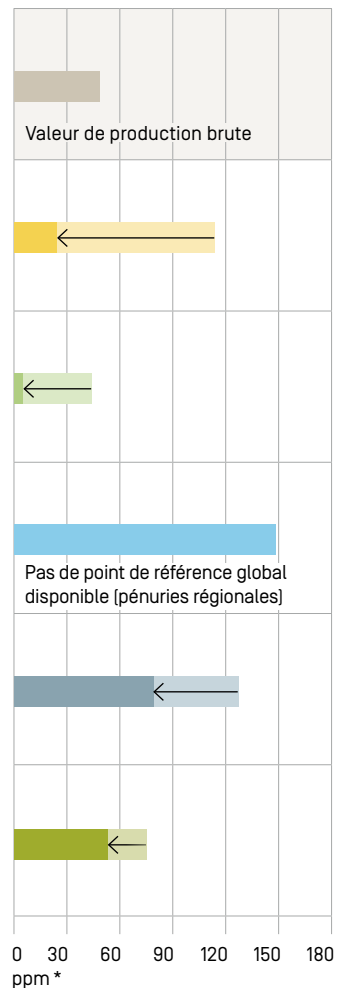 Valeur de production brute
Pas de point de référence global
disponible (pénuries régionales)
0 30 60 90 120 150 180
ppm *